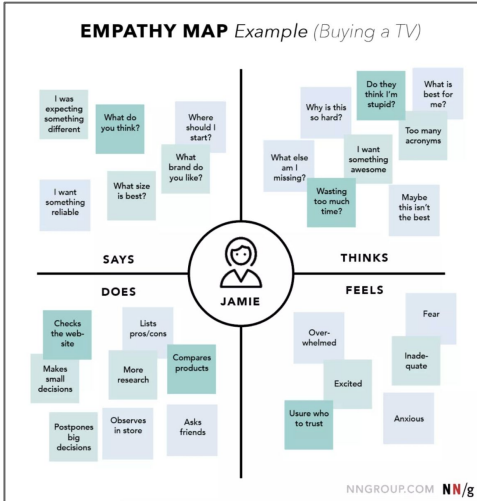 EMPATHY MAP Example (Buying a TV)
I was
expecting
something
different
What do
you think?
Where
should I
start?
What
brand do
you like?
What size
is best?
I want
something
reliable
SAYS
Do they
think I'm
stupid?
What is
best for
me?
Why is this
so hard?
Too many
acronyms
I want
something
awesome
What else
am I
missing?
Wasting
too much
time?
Maybe
this isn't
the best
THINKS
JAMIE
DOES
Checks
the web-
site
Lists
pros/cons
Compares
products
Makes
small
decisions
More
research
Postpones
big
decisions
Observes
in store
Asks
friends
FEELS
Fear
Over-
whelmed
Inade-
quate
Excited
Usure who
to trust
Anxious
NNGROUP.COM NN/g